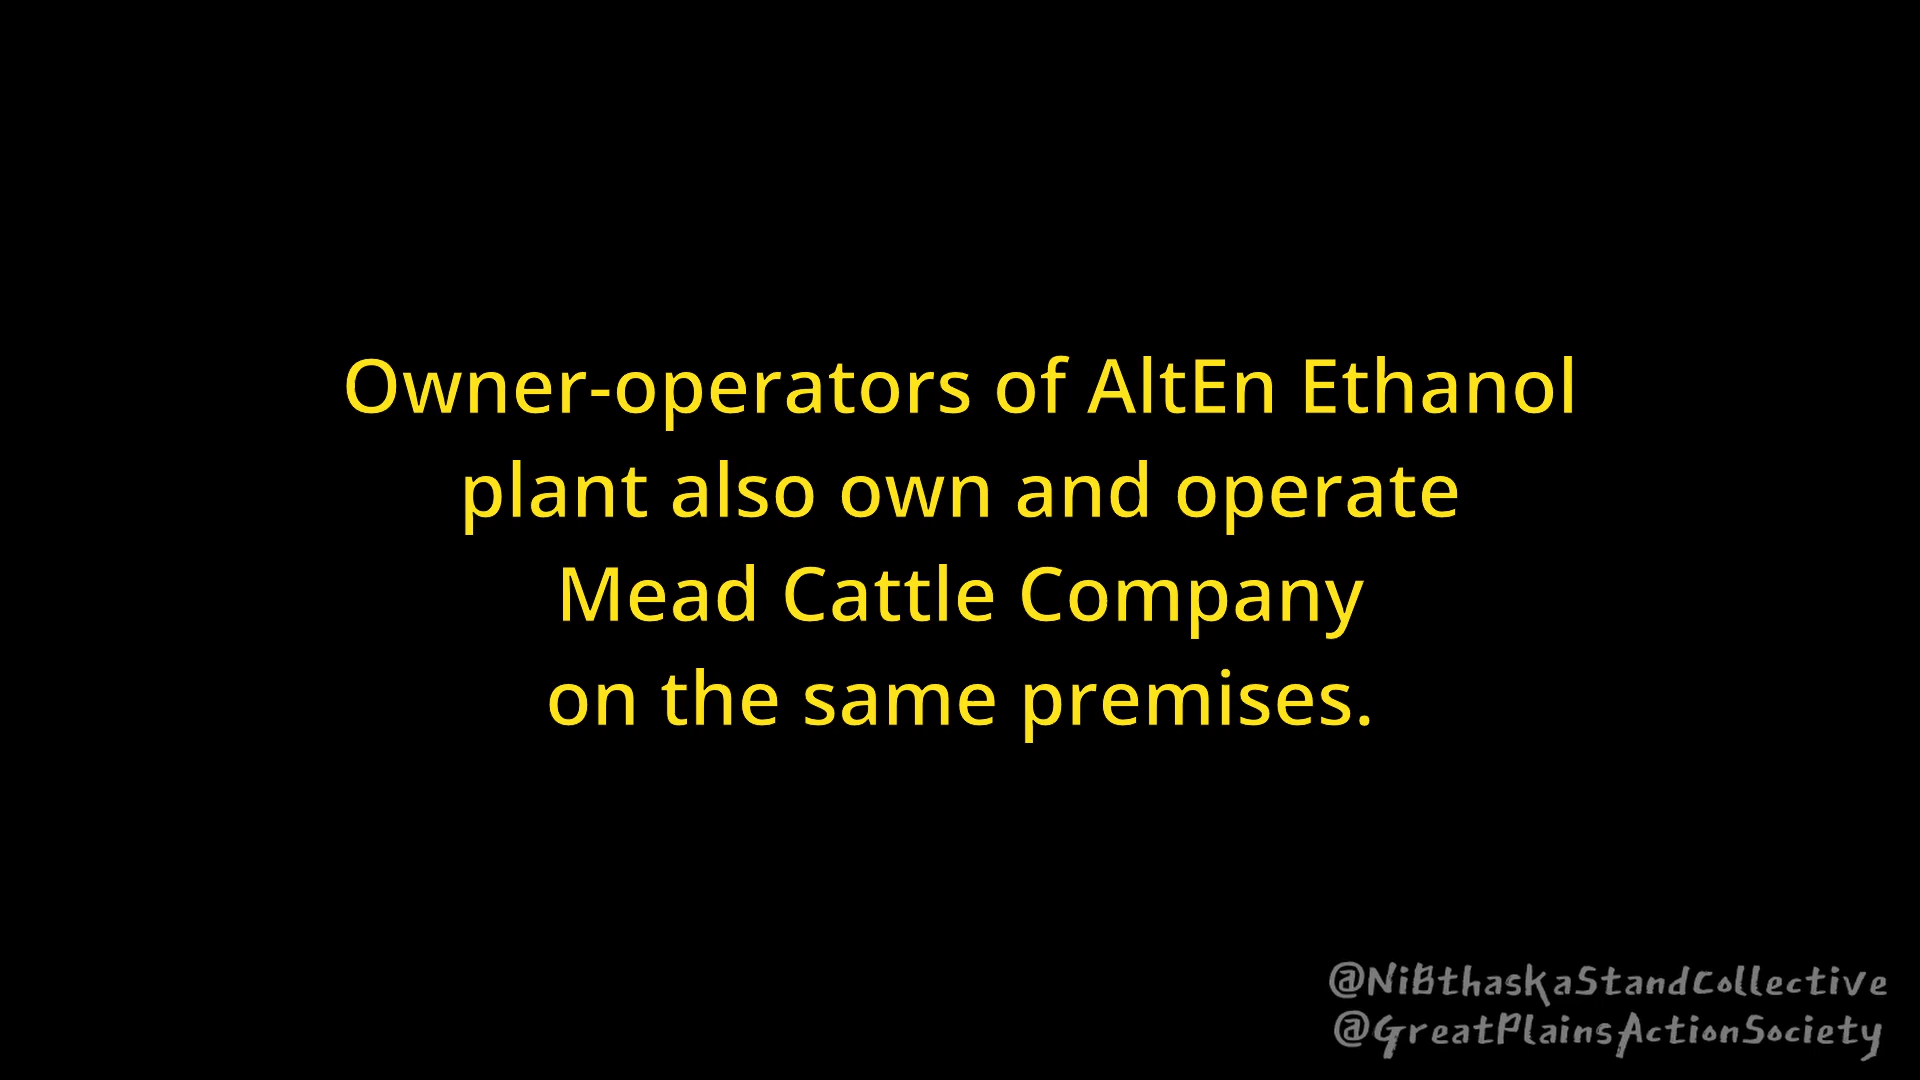 Owner-operators of AltEn Ethanol
plant also own and operate
Mead Cattle Company
on the same premises.
@NiBthaskaStandCollective
@GreatPlainsActionSociety